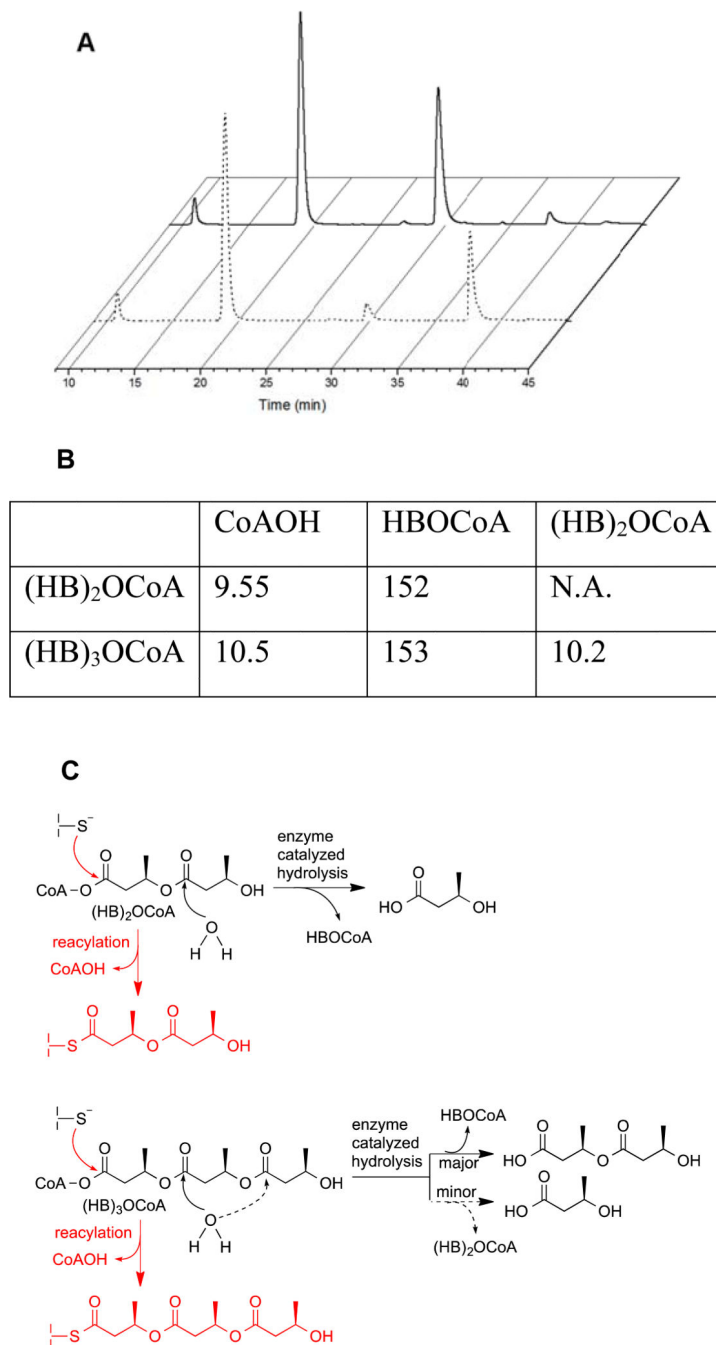 A
10 15 20 25 30 35 40 45
Time (min)
B
CoAOH HBOCoA (HB)₂OCoA
(HB)₂OCoA 9.55 152 N.A.
(HB)₃OCoA 10.5 153 10.2
C
S⁻
O O
CoA-O O OH
(HB)₂OCoA
O
H H
enzyme
catalyzed
hydrolysis
HBOCoA
O
HO OH
reacylation
CoAOH
O O
S O OH
S⁻
O O O
CoA-O O O OH
(HB)₃OCoA
O
H H
enzyme
catalyzed
hydrolysis
HBOCoA
major
O O
HO O OH
minor
O
HO OH
(HB)₂OCoA
reacylation
CoAOH
O O O
S O O OH